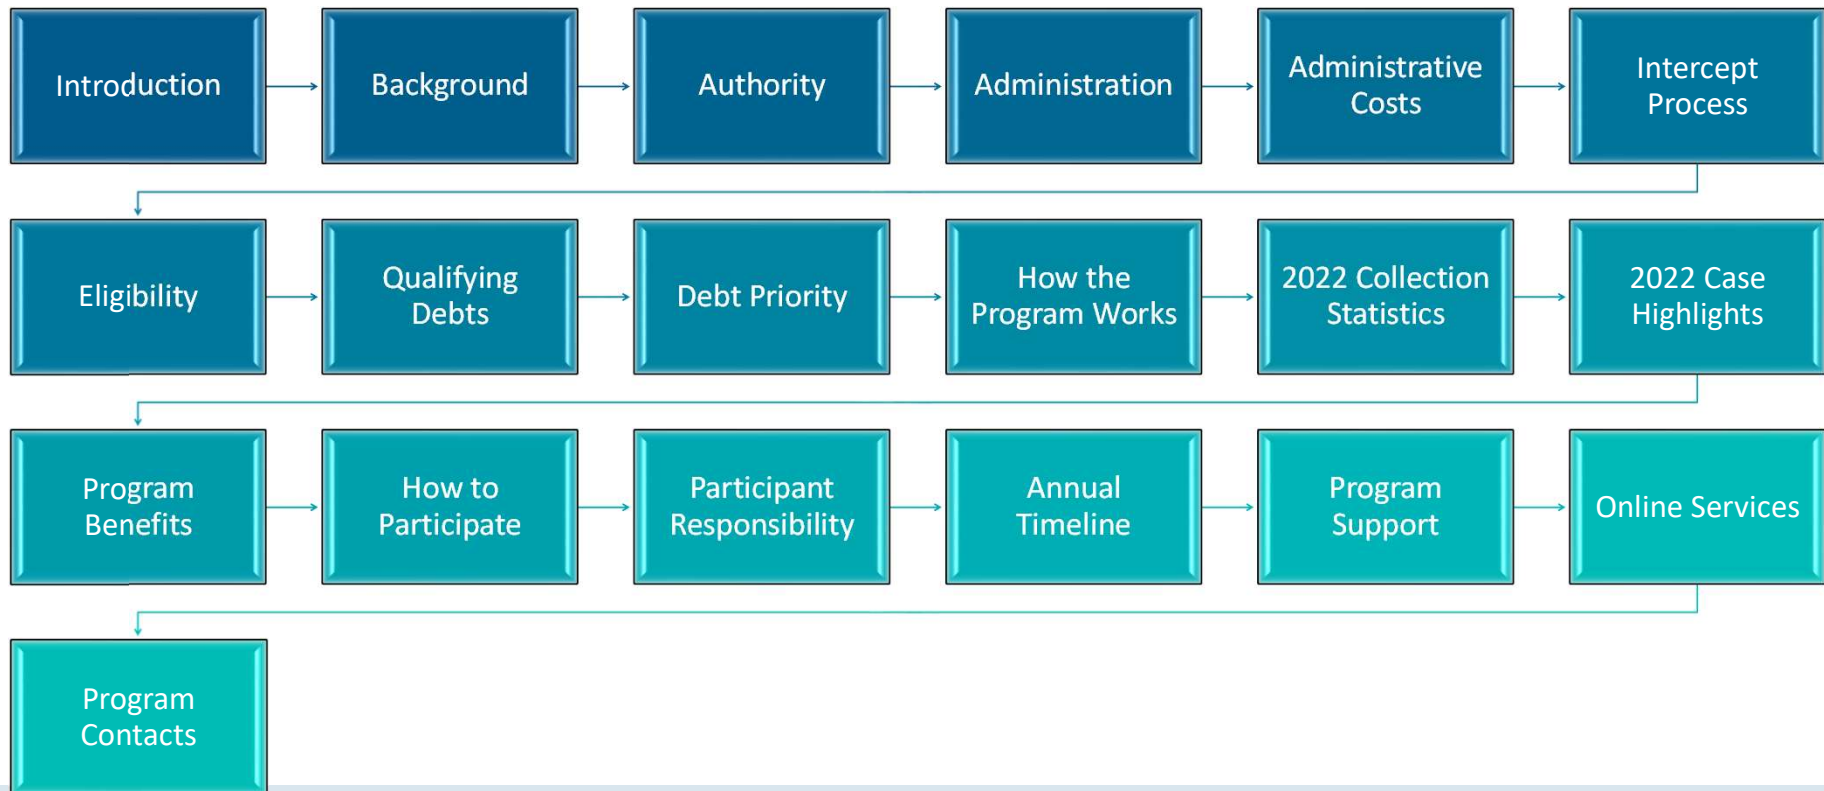 Introduction
Background
Authority
Administration
Administrative
Costs
Intercept
Process
Eligibility
Qualifying
Debts
Debt Priority
How the
Program Works
2022 Collection
Statistics
2022 Case
Highlights
Program
Benefits
How to
Participate
Participant
Responsibility
Annual
Timeline
Program
Support
Online Services
Program
Contacts